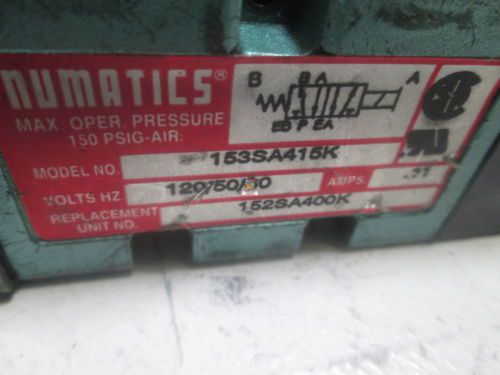 NUMATICS®
B B A A
EB P EA
MAX. OPER. PRESSURE
150 PSIG-AIR.
MODEL NO. 153SA415K
VOLTS HZ 120/50/60 AMPS .31
REPLACEMENT
UNIT NO. 152SA400K